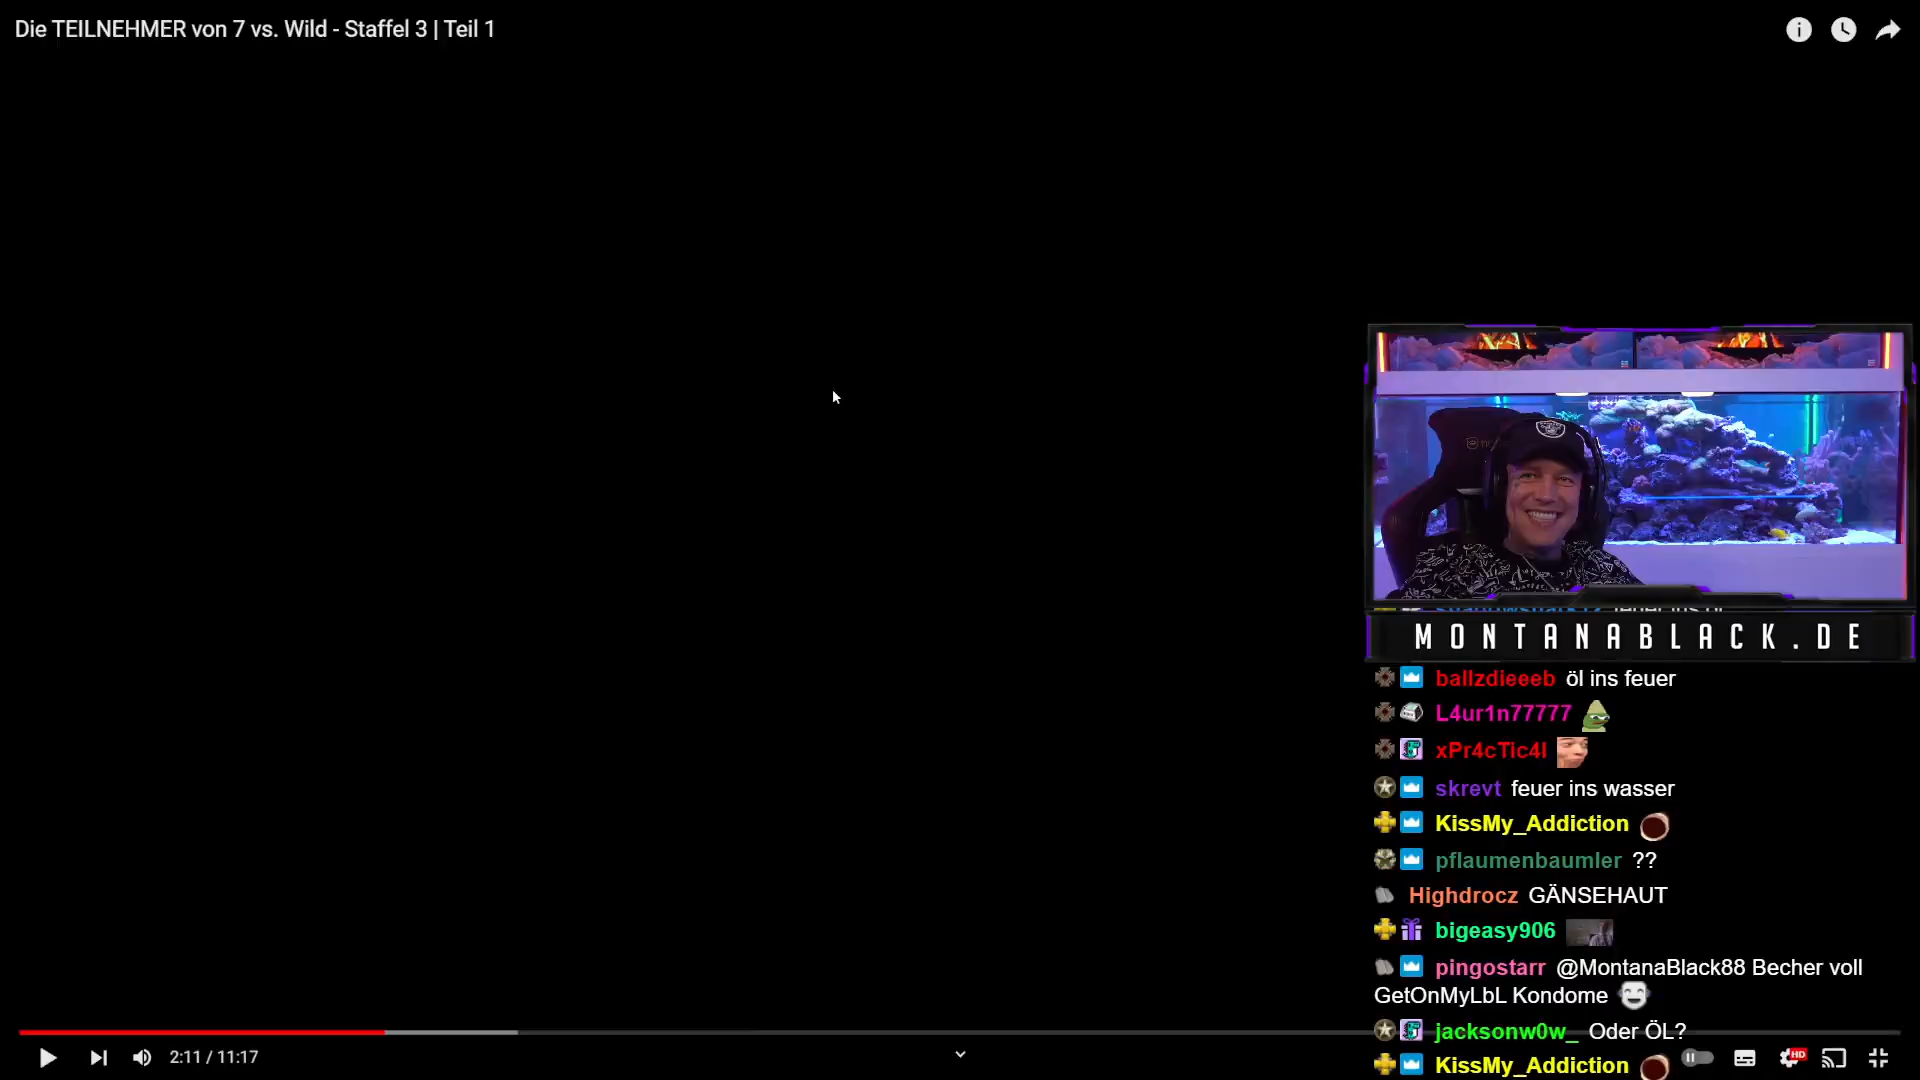 Die TEILNEHMER von 7 vs. Wild - Staffel 3 | Teil 1
MONTANABLACK.DE
ballzdieeeb öl ins feuer
L4ur1n77777
xPr4cTic4l
skrevt feuer ins wasser
KissMy_Addiction
pflaumenbaumler ??
Highdrocz GÄNSEHAUT
bigeasy906
pingostarr @MontanaBlack88 Becher voll
GetOnMyLbL Kondome
jacksonw0w_ Oder ÖL?
KissMy_Addiction
2:11 / 11:17
HD